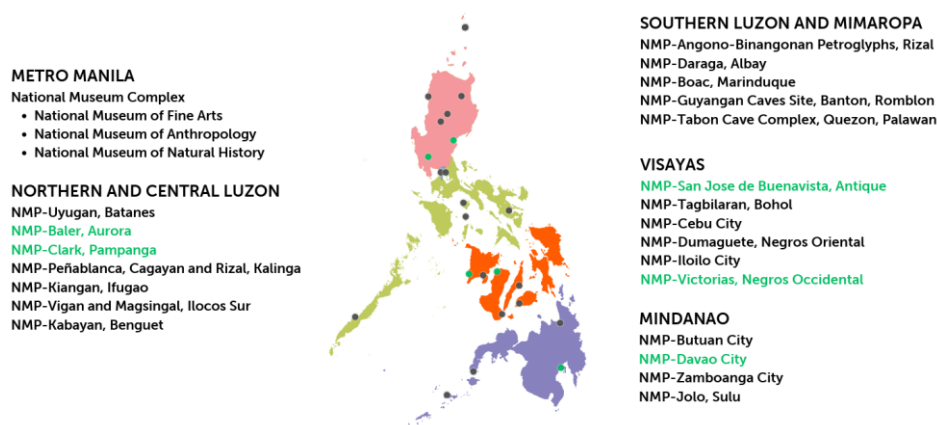 METRO MANILA
National Museum Complex
• National Museum of Fine Arts
• National Museum of Anthropology
• National Museum of Natural History
NORTHERN AND CENTRAL LUZON
NMP-Uyugan, Batanes
NMP-Baler, Aurora
NMP-Clark, Pampanga
NMP-Peñablanca, Cagayan and Rizal, Kalinga
NMP-Kiangan, Ifugao
NMP-Vigan and Magsingal, Ilocos Sur
NMP-Kabayan, Benguet
SOUTHERN LUZON AND MIMAROPA
NMP-Angono-Binangonan Petroglyphs, Rizal
NMP-Daraga, Albay
NMP-Boac, Marinduque
NMP-Guyangan Caves Site, Banton, Romblon
NMP-Tabon Cave Complex, Quezon, Palawan
VISAYAS
NMP-San Jose de Buenavista, Antique
NMP-Tagbilaran, Bohol
NMP-Cebu City
NMP-Dumaguete, Negros Oriental
NMP-Iloilo City
NMP-Victorias, Negros Occidental
MINDANAO
NMP-Butuan City
NMP-Davao City
NMP-Zamboanga City
NMP-Jolo, Sulu